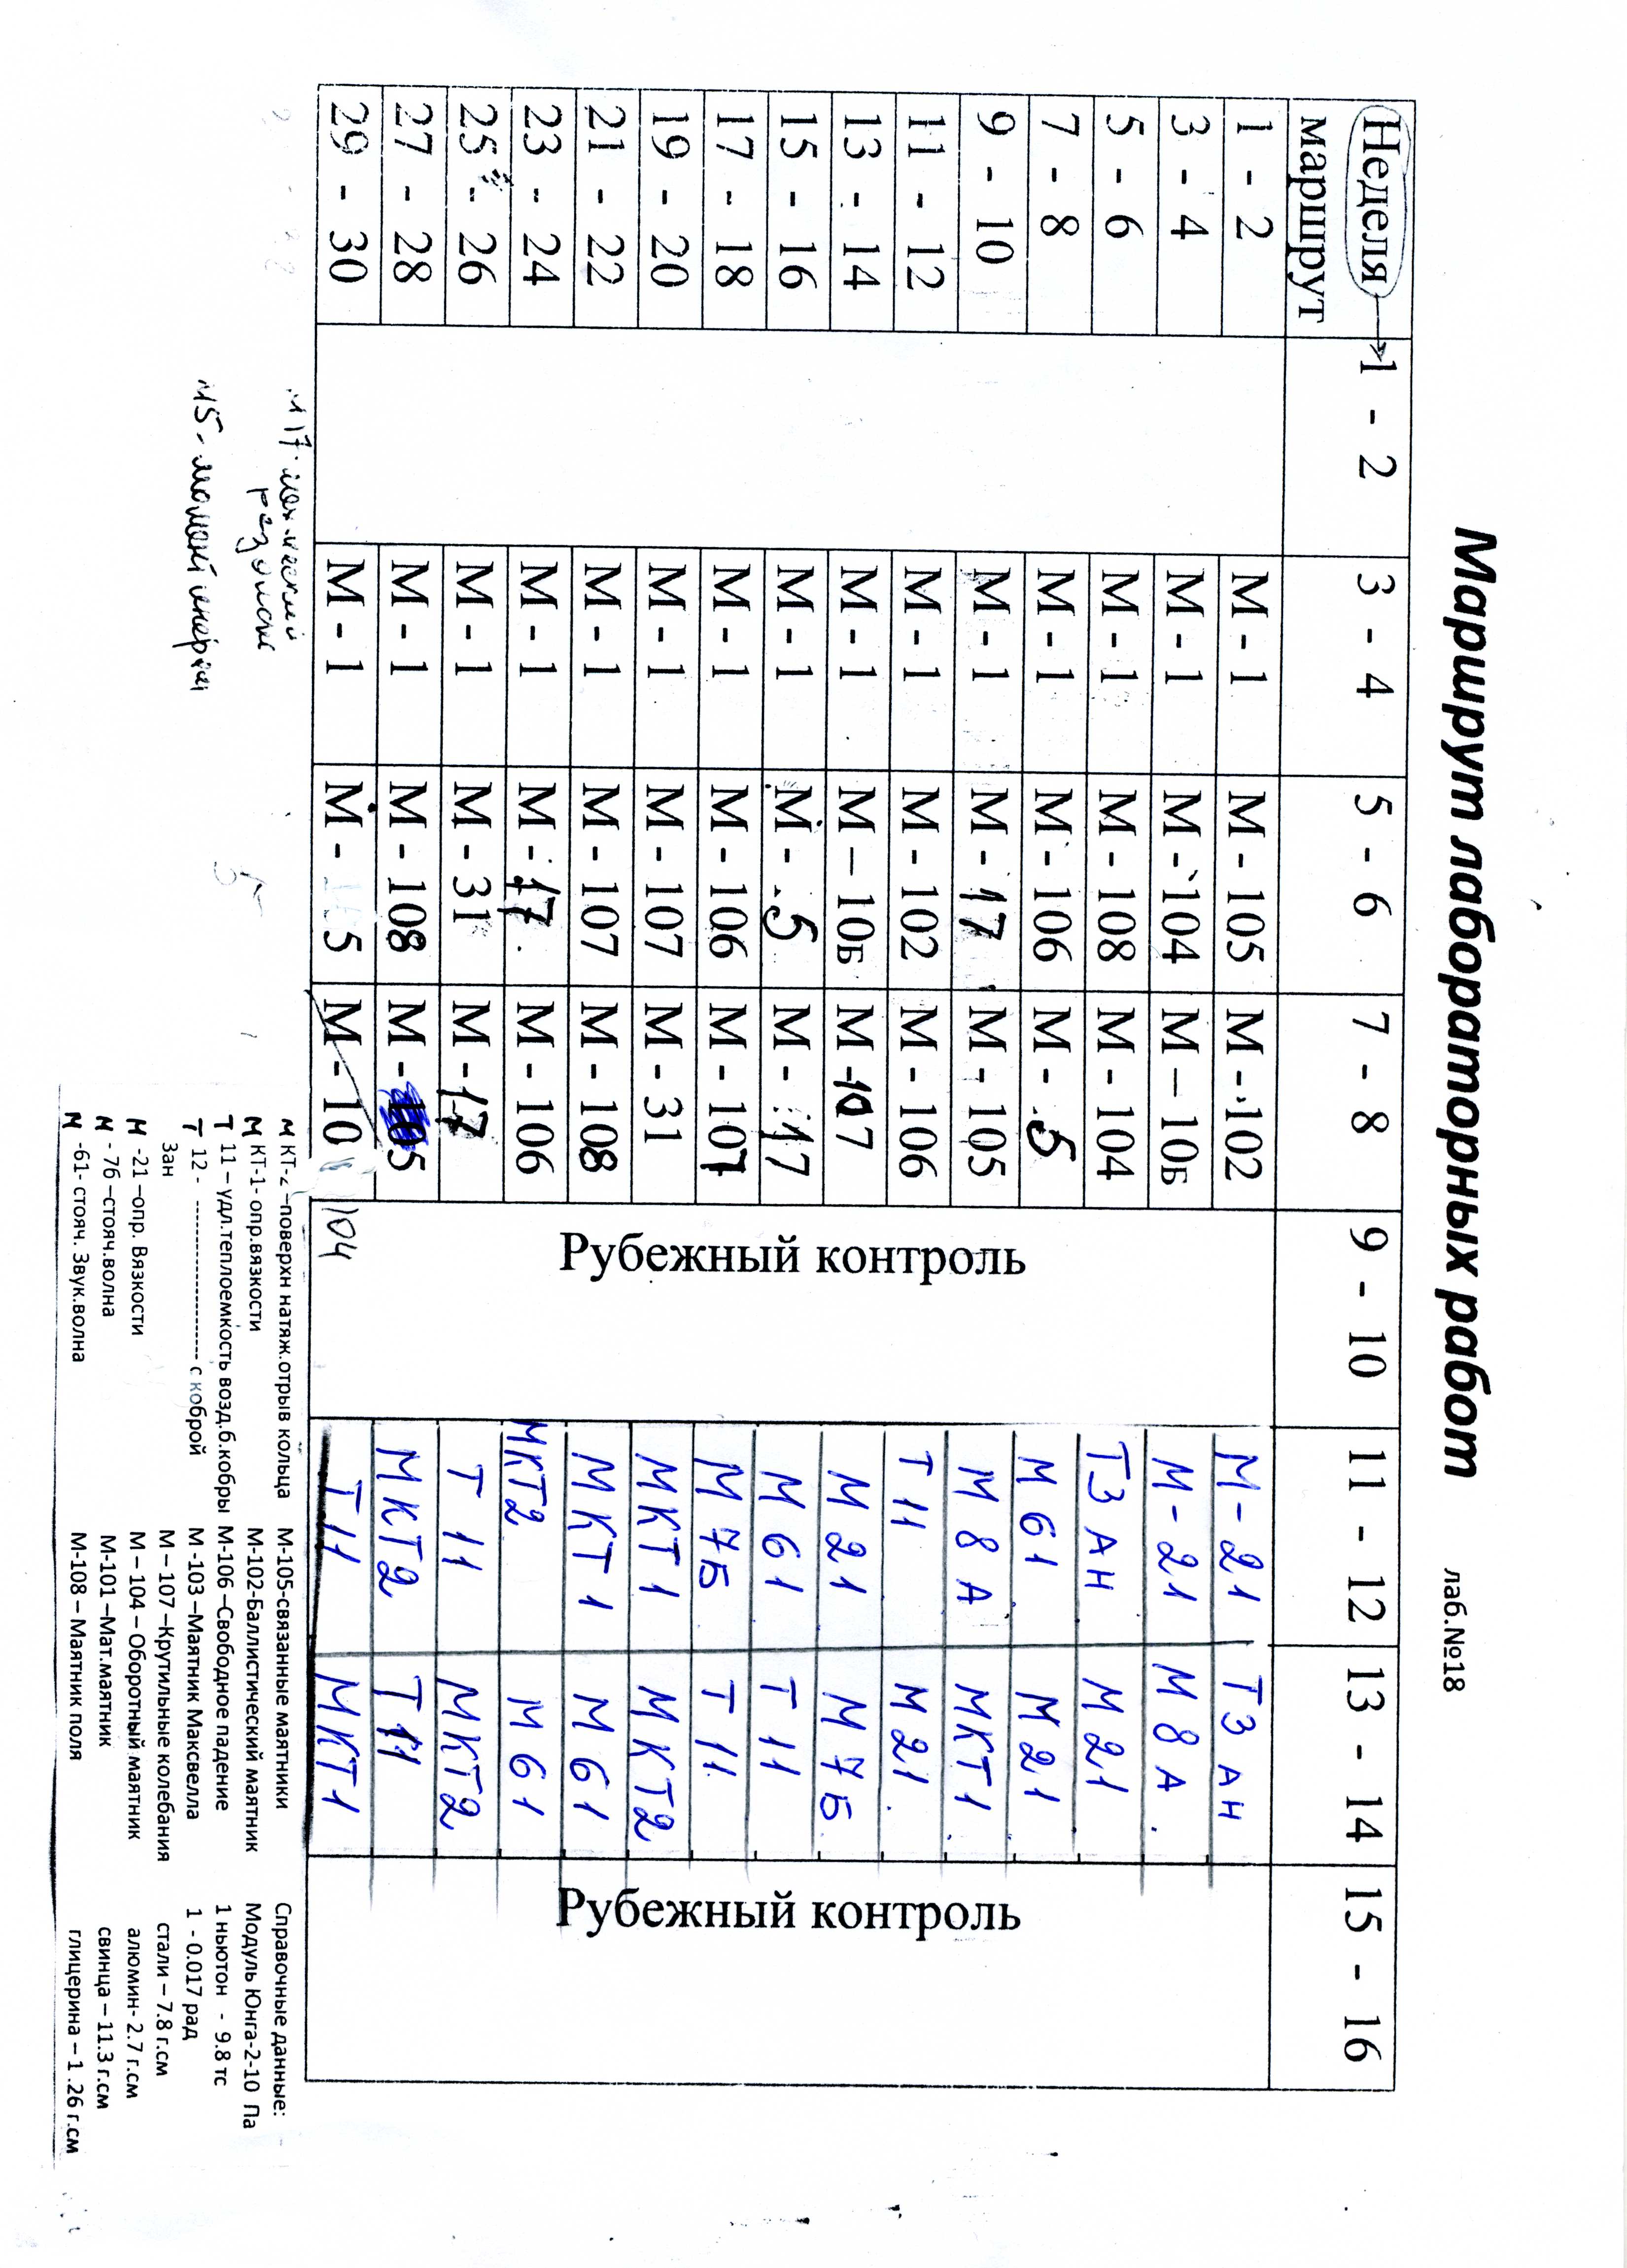 Маршрут лабораторных работ лаб.№18
Неделя → 1 - 2 3 - 4 5 - 6 7 - 8 9 - 10 11 - 12 13 - 14 15 - 16
маршрут
1 - 2 М - 1 М - 105 М - 102 М - 21 Т3 АН
3 - 4 М - 1 М - 104 М – 10Б М - 21 М 8 А
5 - 6 М - 1 М - 108 М - 104 Т3 АН М 21
7 - 8 М - 1 М - 106 М - 5 М 61 М 21
9 - 10 М - 1 М - 17 М - 105 М 8 А МКТ1
11 - 12 М - 1 М - 102 М - 106 Т 11 М 21
13 - 14 М - 1 М – 10Б М -107 М 21 М 7Б
15 - 16 М - 1 М - 5 М - 17 М 61 Т 11
17 - 18 М - 1 М - 106 М - 107 М 7Б Т 11
19 - 20 М - 1 М - 107 М - 31 МКТ1 МКТ2
21 - 22 М - 1 М - 107 М - 108 МКТ1 М 61
23 - 24 М - 1 М - 17 М - 106 МКТ2 М 61
25 - 26 М - 1 М - 31 М - 17 Т 11 МКТ2
27 - 28 М - 1 М - 108 М - 105 МКТ2 Т 11
29 - 30 М - 1 М - 5 М - 10 104 Т11 МКТ1
Рубежный контроль
Рубежный контроль
М17
М5 - момент инерции
5
М КТ-2 –поверхн натяж.отрыв кольца
М КТ-1- опр.вязкости
Т 11 – удл.теплоемкость возд.б.кобры
Т 12 - ---------------------- с коброй
3ан
М -21 –опр. Вязкости
М - 7б –стояч.волна
М -61- стояч. Звук.волна
М-105-связанные маятники
М-102-Баллистический маятник
М-106 –Свободное падение
М -103 –Маятник Максвелла
М – 107 –Крутильные колебания
М – 104 – Оборотный маятник
М-101 –Мат.маятник
М-108 – Маятник поля
Справочные данные:
Модуль Юнга-2-10 Па
1 ньютон - 9.8 тс
1 - 0.017 рад
стали – 7.8 г.см
алюмин- 2.7 г.см
свинца – 11.3 г.см
глицерина – 1 .26 г.см